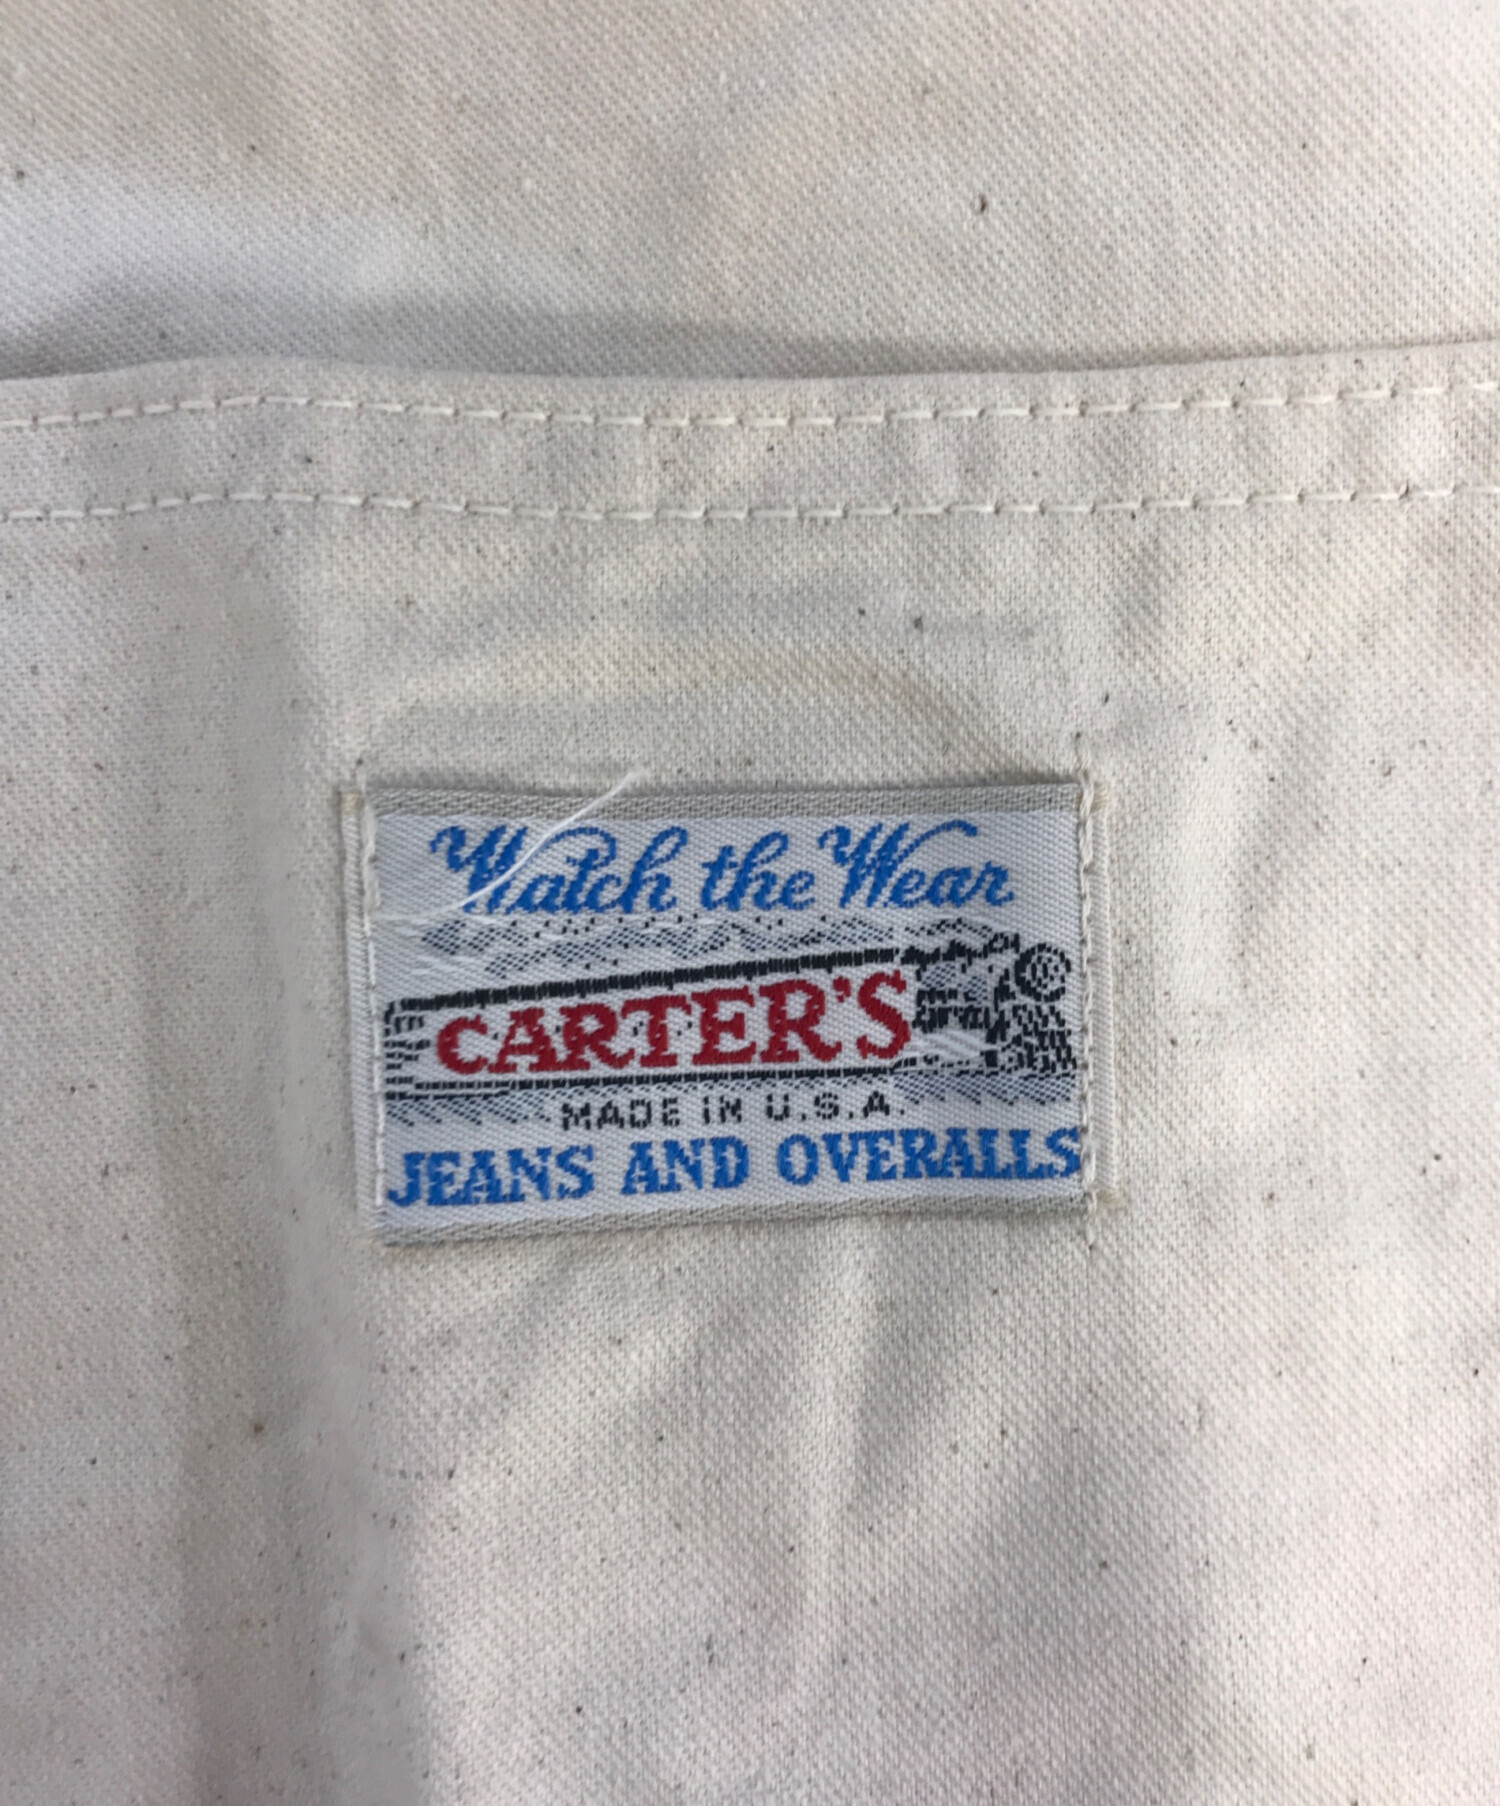 Watch the Wear
CARTER'S
MADE IN U.S.A.
JEANS AND OVERALLS